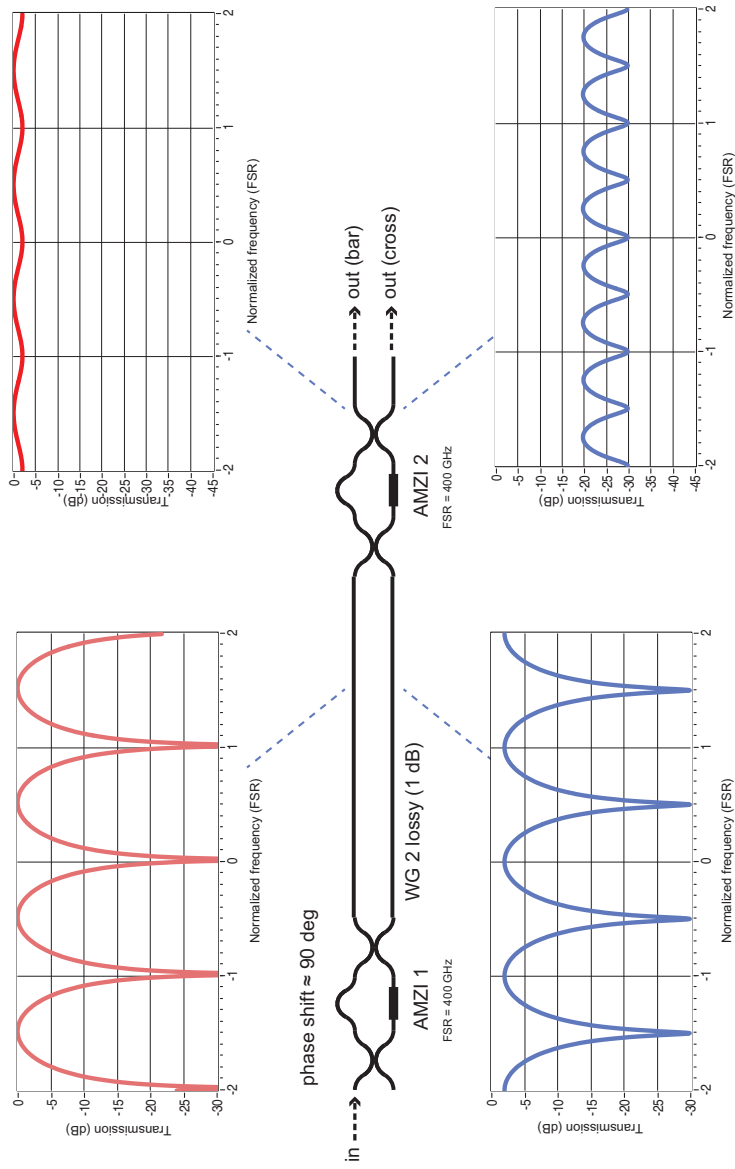 Transmission (dB)
0
-5
-10
-15
-20
-25
-30
-2 -1 0 1 2
Normalized frequency (FSR)
Transmission (dB)
0
-5
-10
-15
-20
-25
-30
-35
-40
-45
-2 -1 0 1 2
Normalized frequency (FSR)
phase shift ≈ 90 deg
in
out (bar)
out (cross)
WG 2 lossy (1 dB)
AMZI 1
FSR = 400 GHz
AMZI 2
FSR = 400 GHz
Transmission (dB)
0
-5
-10
-15
-20
-25
-30
-2 -1 0 1 2
Normalized frequency (FSR)
Transmission (dB)
0
-5
-10
-15
-20
-25
-30
-35
-40
-45
-2 -1 0 1 2
Normalized frequency (FSR)